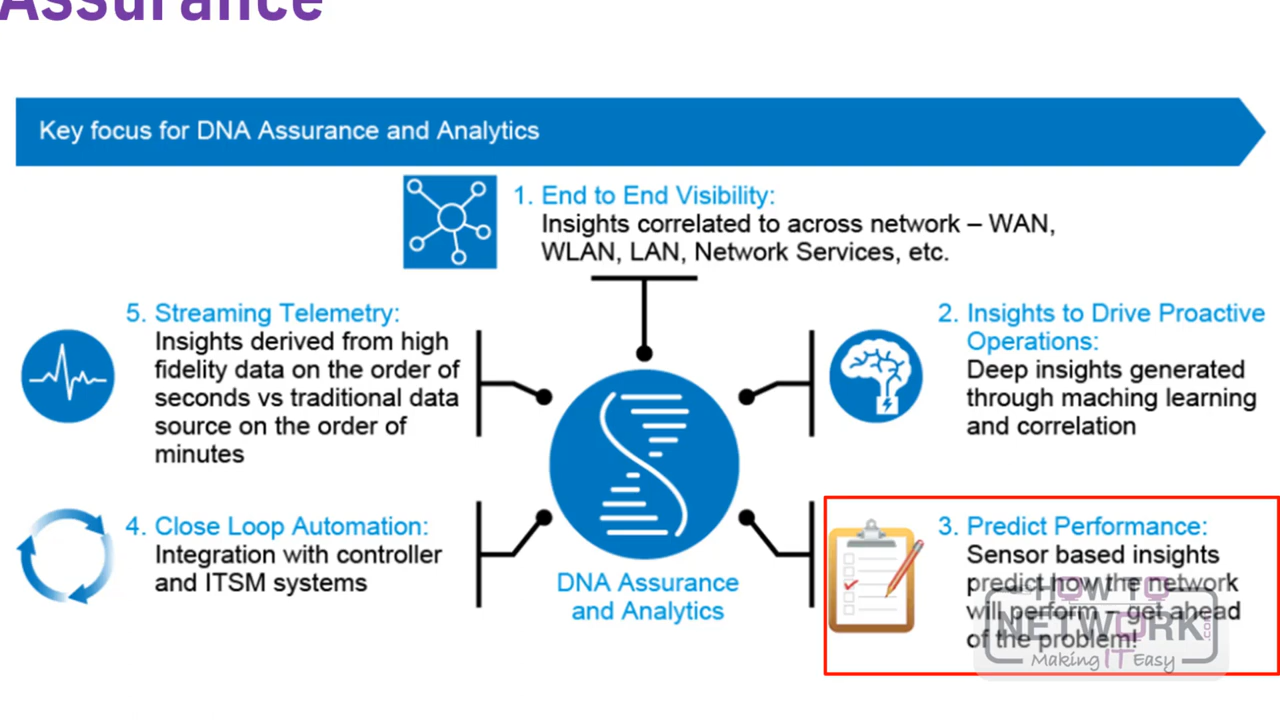 Assurance
Key focus for DNA Assurance and Analytics
1. End to End Visibility:
Insights correlated to across network – WAN,
WLAN, LAN, Network Services, etc.
5. Streaming Telemetry:
Insights derived from high
fidelity data on the order of
seconds vs traditional data
source on the order of
minutes
2. Insights to Drive Proactive
Operations:
Deep insights generated
through maching learning
and correlation
4. Close Loop Automation:
Integration with controller
and ITSM systems
DNA Assurance
and Analytics
3. Predict Performance:
Sensor based insights
predict how the network
will perform – get ahead
of the problem!
HOW TO
NETWORK.com
Making IT Easy